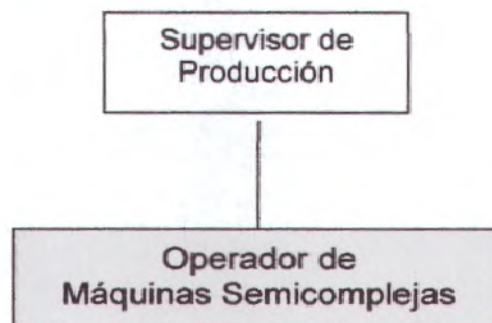 Supervisor de
Producción
Operador de
Máquinas Semicomplejas